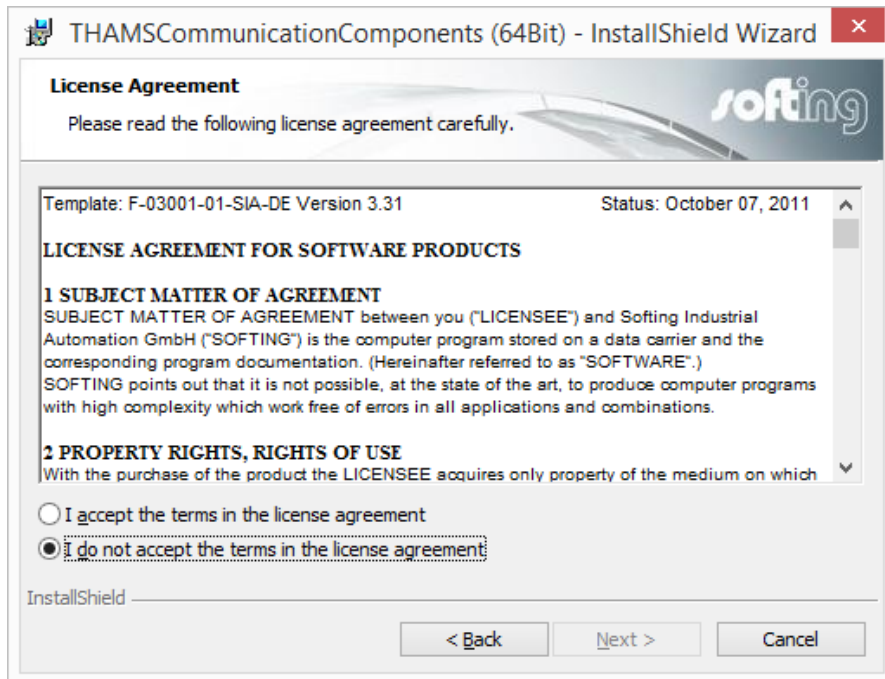 THAMSCommunicationComponents (64Bit) - InstallShield Wizard
License Agreement
Please read the following license agreement carefully.
softing
Template: F-03001-01-SIA-DE Version 3.31 Status: October 07, 2011
LICENSE AGREEMENT FOR SOFTWARE PRODUCTS
1 SUBJECT MATTER OF AGREEMENT
SUBJECT MATTER OF AGREEMENT between you ("LICENSEE") and Softing Industrial
Automation GmbH ("SOFTING") is the computer program stored on a data carrier and the
corresponding program documentation. (Hereinafter referred to as "SOFTWARE".)
SOFTING points out that it is not possible, at the state of the art, to produce computer programs
with high complexity which work free of errors in all applications and combinations.
2 PROPERTY RIGHTS, RIGHTS OF USE
With the purchase of the product the LICENSEE acquires only property of the medium on which
I accept the terms in the license agreement
I do not accept the terms in the license agreement
InstallShield
< Back Next > Cancel